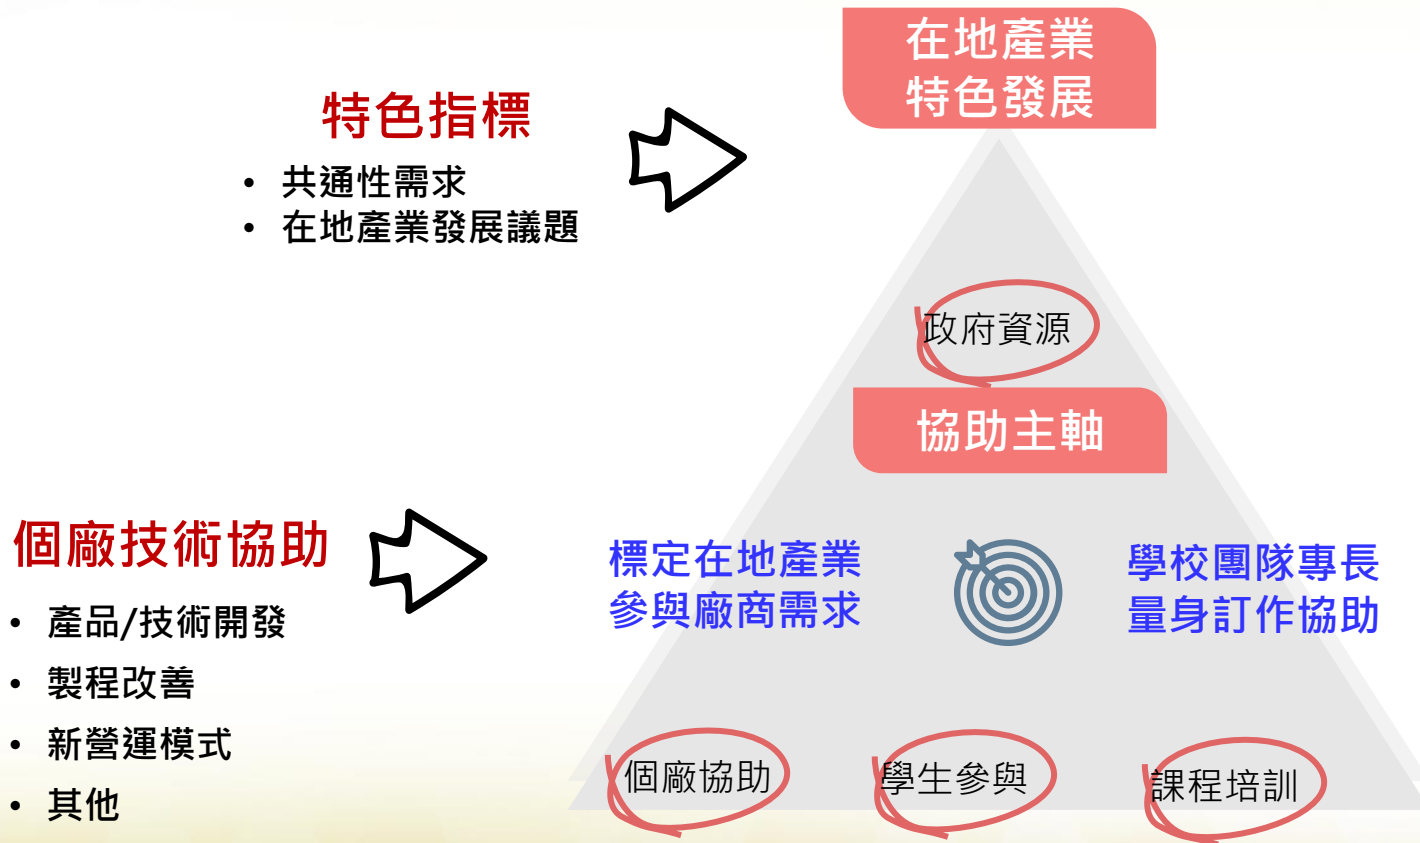 在地產業
特色發展
特色指標
• 共通性需求
• 在地產業發展議題
政府資源
協助主軸
個廠技術協助
• 產品/技術開發
• 製程改善
• 新營運模式
• 其他
標定在地產業
參與廠商需求
學校團隊專長
量身訂作協助
個廠協助
學生參與
課程培訓